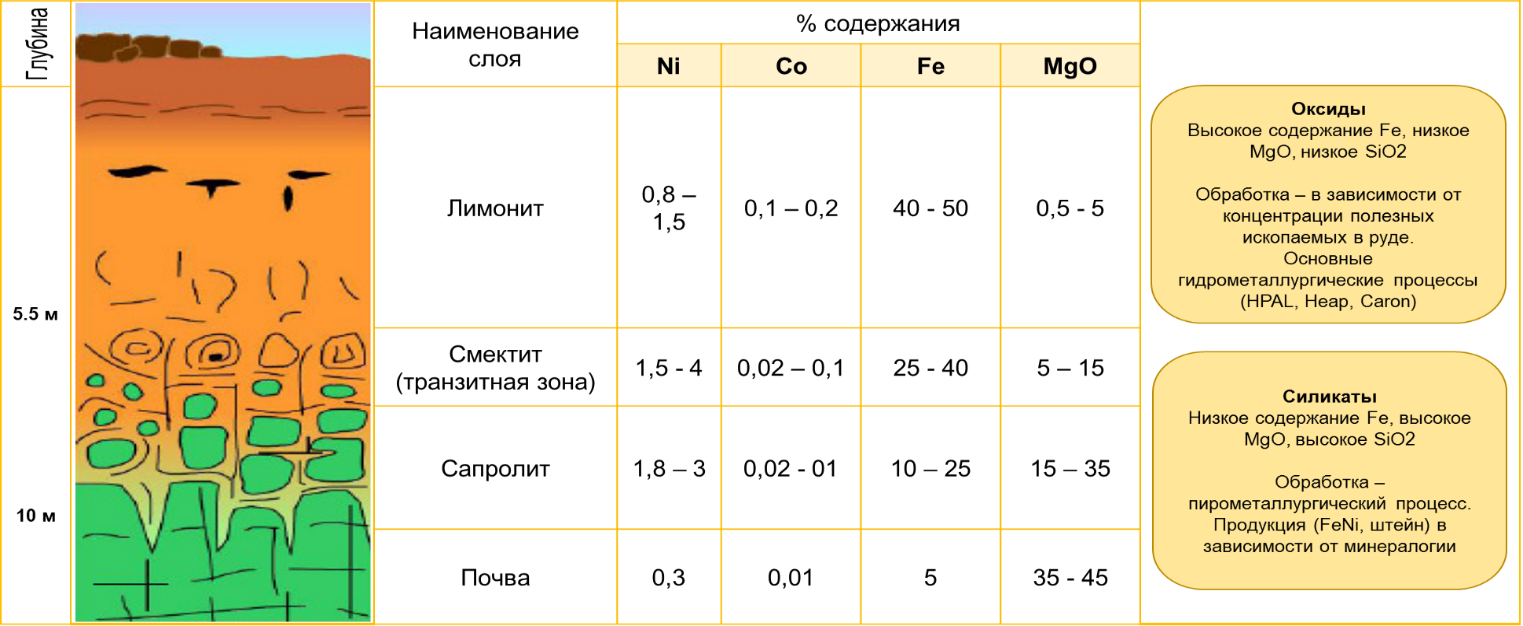 Глубина
Наименование
слоя
% содержания
Ni
Co
Fe
MgO
5.5 м
10 м
Лимонит
0,8 –
1,5
0,1 – 0,2
40 - 50
0,5 - 5
Смектит
(транзитная зона)
1,5 - 4
0,02 – 0,1
25 - 40
5 – 15
Сапролит
1,8 – 3
0,02 - 01
10 – 25
15 – 35
Почва
0,3
0,01
5
35 - 45
Оксиды
Высокое содержание Fe, низкое
MgO, низкое SiO2
Обработка – в зависимости от
концентрации полезных
ископаемых в руде.
Основные
гидрометаллургические процессы
(HPAL, Heap, Caron)
Силикаты
Низкое содержание Fe, высокое
MgO, высокое SiO2
Обработка –
пирометаллургический процесс.
Продукция (FeNi, штейн) в
зависимости от минералогии